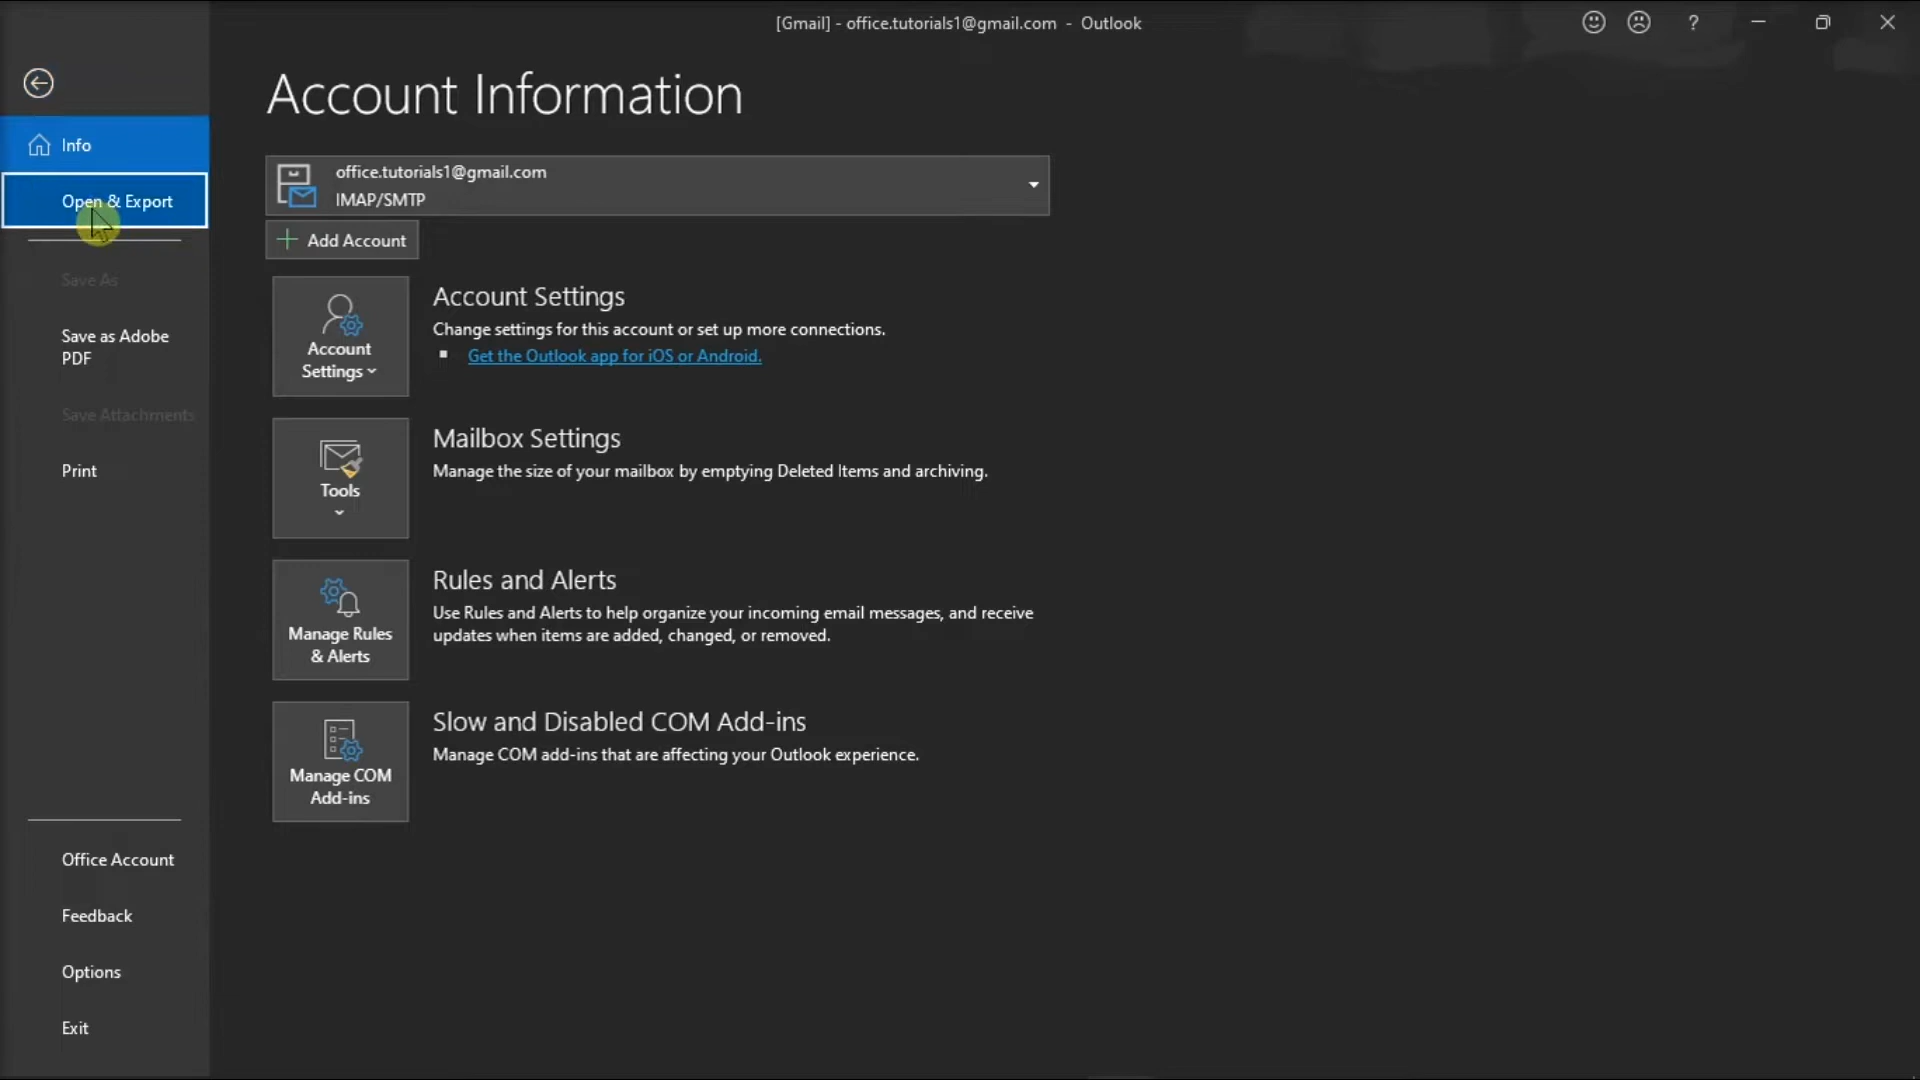 [Gmail] - office.tutorials1@gmail.com - Outlook
?
Account Information
Info
Open & Export
Save As
Save as Adobe
PDF
Save Attachments
Print
Office Account
Feedback
Options
Exit
office.tutorials1@gmail.com
IMAP/SMTP
Add Account
Account
Settings
Account Settings
Change settings for this account or set up more connections.
Get the Outlook app for iOS or Android.
Tools
Mailbox Settings
Manage the size of your mailbox by emptying Deleted Items and archiving.
Manage Rules
& Alerts
Rules and Alerts
Use Rules and Alerts to help organize your incoming email messages, and receive
updates when items are added, changed, or removed.
Manage COM
Add-ins
Slow and Disabled COM Add-ins
Manage COM add-ins that are affecting your Outlook experience.